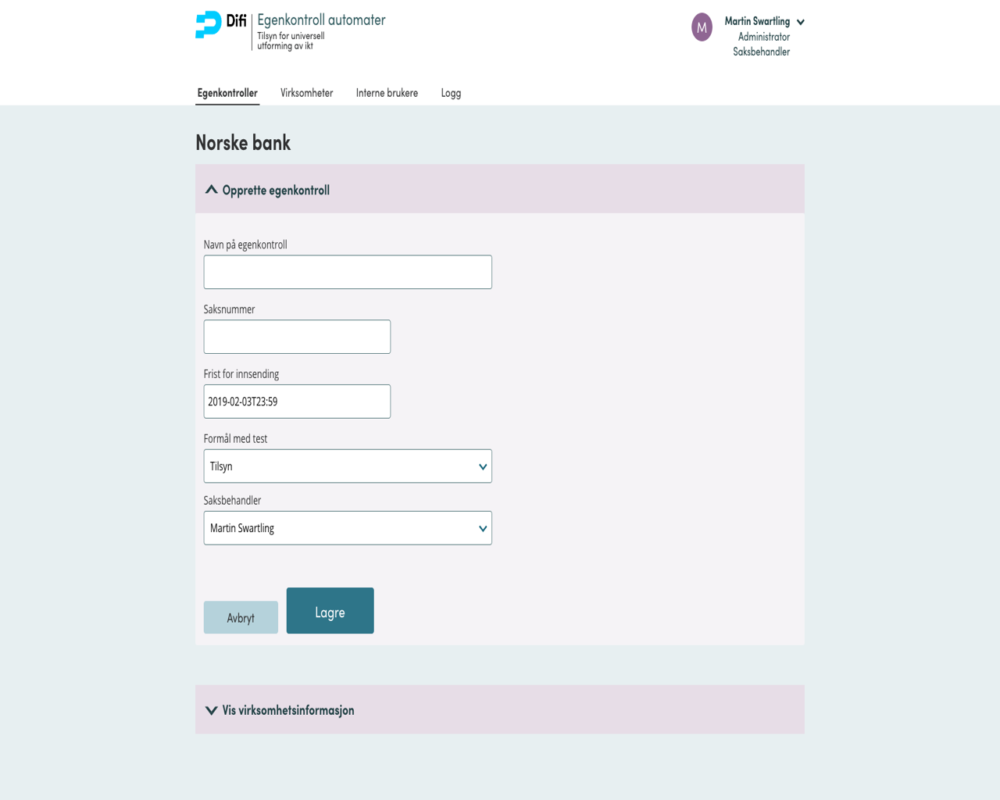 Difi
Egenkontroll automater
Tilsyn for universell
utforming av ikt
M
Martin Swartling
Administrator
Saksbehandler
Egenkontroller Virksomheter Interne brukere Logg
Norske bank
Opprette egenkontroll
Navn på egenkontroll
Saksnummer
Frist for innsending
2019-02-03T23:59
Formål med test
Tilsyn
Saksbehandler
Martin Swartling
Avbryt Lagre
Vis virksomhetsinformasjon